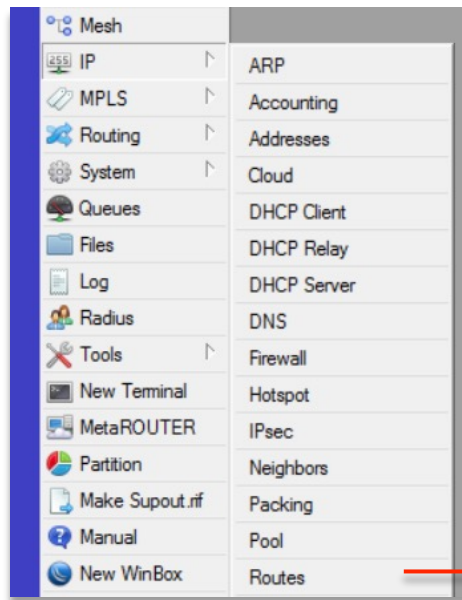 Mesh
255 IP
MPLS
Routing
System
Queues
Files
Log
Radius
Tools
New Terminal
MetaROUTER
Partition
Make Supout.rif
Manual
New WinBox
ARP
Accounting
Addresses
Cloud
DHCP Client
DHCP Relay
DHCP Server
DNS
Firewall
Hotspot
IPsec
Neighbors
Packing
Pool
Routes